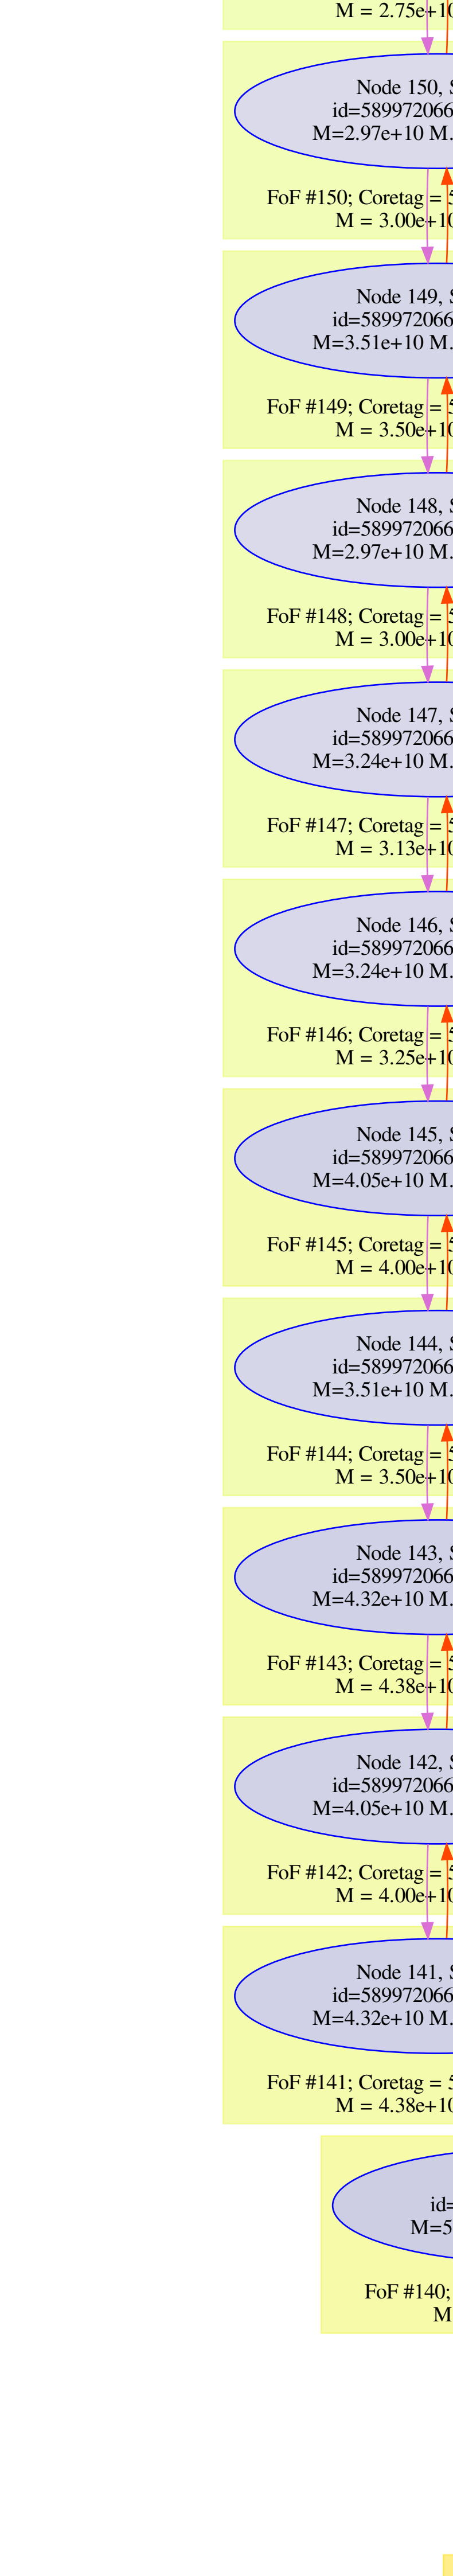 M = 2.75e+10
Node 150, S
id=589972066
M=2.97e+10 M.
FoF #150; Coretag = 5
M = 3.00e+10
Node 149, S
id=589972066
M=3.51e+10 M.
FoF #149; Coretag = 5
M = 3.50e+10
Node 148, S
id=589972066
M=2.97e+10 M.
FoF #148; Coretag = 5
M = 3.00e+10
Node 147, S
id=589972066
M=3.24e+10 M.
FoF #147; Coretag = 5
M = 3.13e+10
Node 146, S
id=589972066
M=3.24e+10 M.
FoF #146; Coretag = 5
M = 3.25e+10
Node 145, S
id=589972066
M=4.05e+10 M.
FoF #145; Coretag = 5
M = 4.00e+10
Node 144, S
id=589972066
M=3.51e+10 M.
FoF #144; Coretag = 5
M = 3.50e+10
Node 143, S
id=589972066
M=4.32e+10 M.
FoF #143; Coretag = 5
M = 4.38e+10
Node 142, S
id=589972066
M=4.05e+10 M.
FoF #142; Coretag = 5
M = 4.00e+10
Node 141, S
id=589972066
M=4.32e+10 M.
FoF #141; Coretag = 5
M = 4.38e+10
id=
M=5
FoF #140;
M